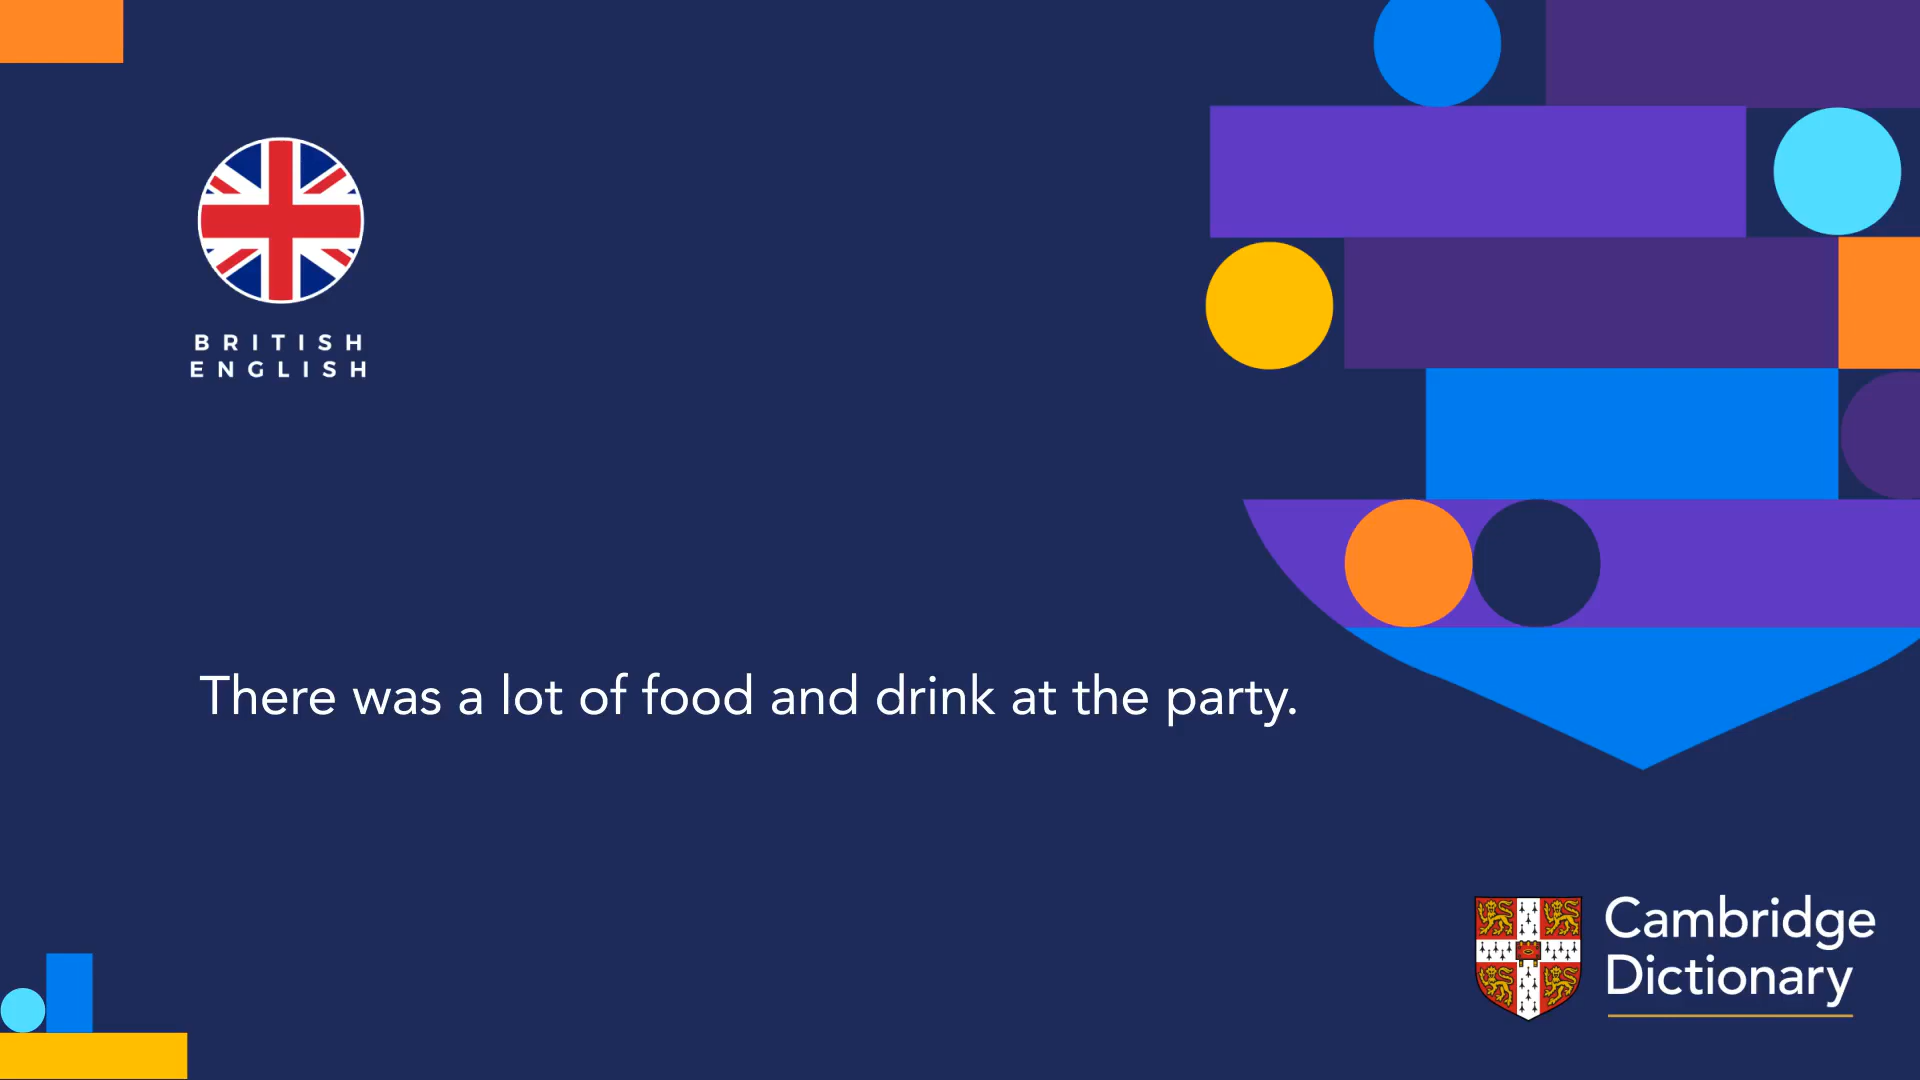 BRITISH
ENGLISH
There was a lot of food and drink at the party.
Cambridge
Dictionary